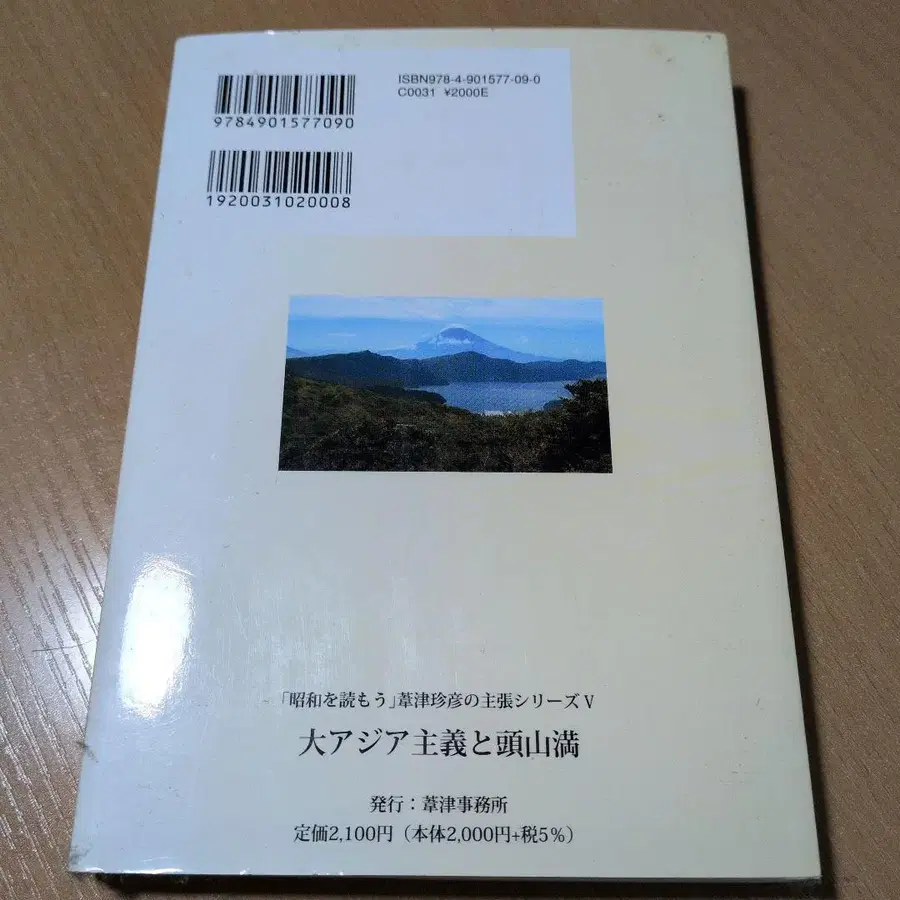 ISBN978-4-901577-09-0
C0031 ¥2000E
9784901577090
1920031020008
「昭和を読もう」葦津珍彦の主張シリーズⅤ
大アジア主義と頭山満
発行:葦津事務所
定価2,100円(本体2,000円+税5%)